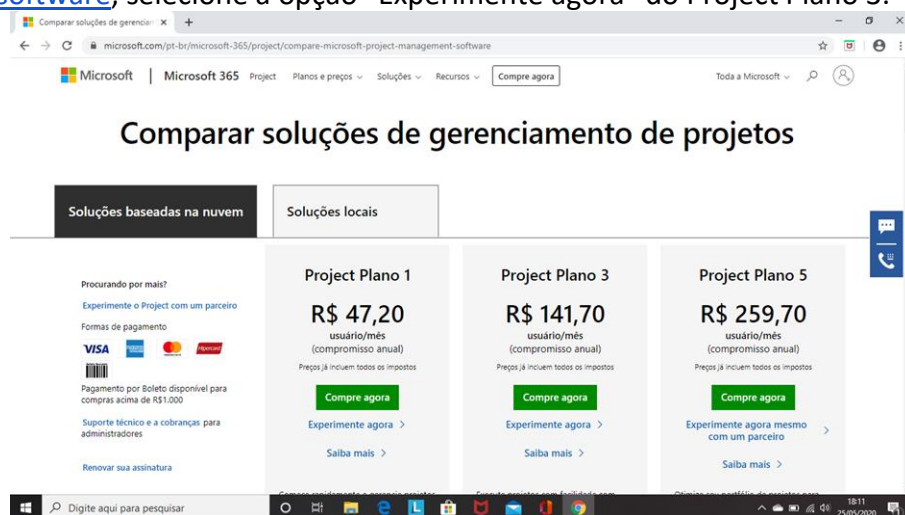 software, selecione a opção "Experimente agora" do Project Plano 3.
Comparar soluções de gerenciar
microsoft.com/pt-br/microsoft-365/project/compare-microsoft-project-management-software
Microsoft | Microsoft 365 Project Planos e preços Soluções Recursos Compre agora Toda a Microsoft
Comparar soluções de gerenciamento de projetos
Soluções baseadas na nuvem
Soluções locais
Procurando por mais?
Experimente o Project com um parceiro
Formas de pagamento
VISA
Hipercard
Pagamento por Boleto disponível para
compras acima de R$1.000
Suporte técnico e a cobranças para
administradores
Renovar sua assinatura
Project Plano 1
R$ 47,20
usuário/mês
(compromisso anual)
Preços já incluem todos os impostos
Compre agora
Experimente agora >
Saiba mais >
Project Plano 3
R$ 141,70
usuário/mês
(compromisso anual)
Preços já incluem todos os impostos
Compre agora
Experimente agora >
Saiba mais >
Project Plano 5
R$ 259,70
usuário/mês
(compromisso anual)
Preços já incluem todos os impostos
Compre agora
Experimente agora mesmo
com um parceiro >
Saiba mais >
Digite aqui para pesquisar
18:11
25/05/2020